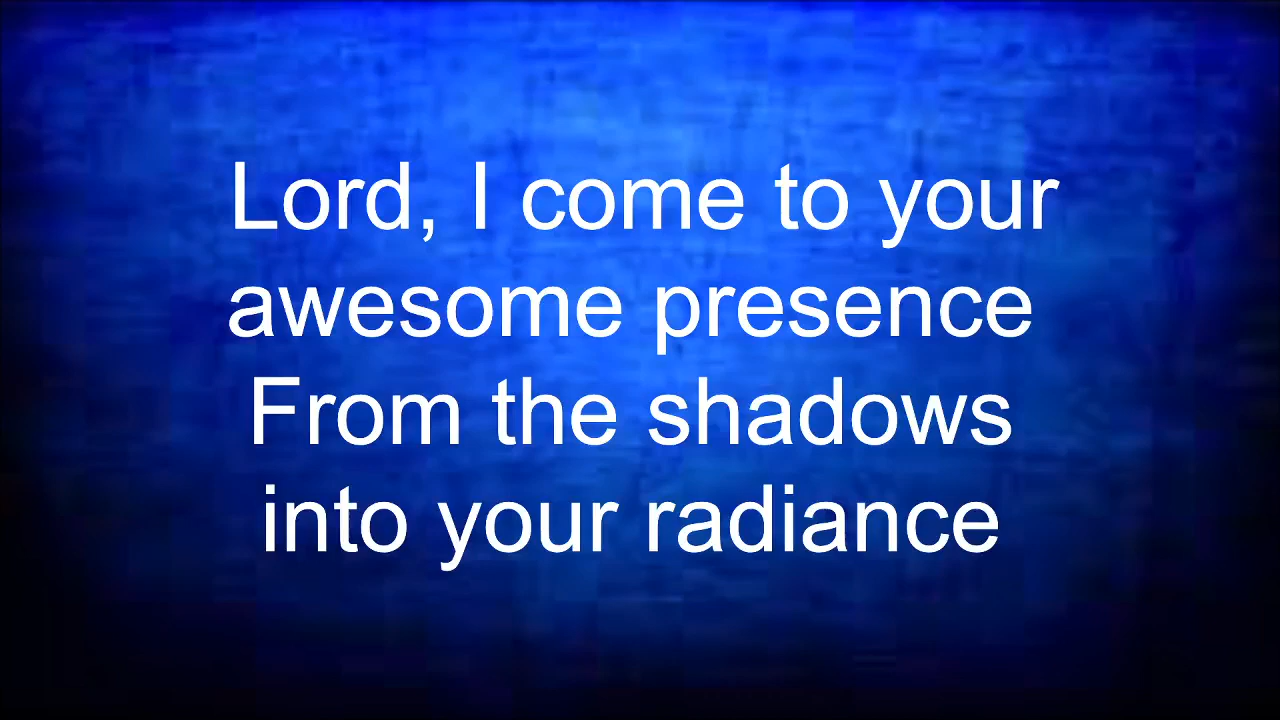 Lord, I come to your
awesome presence
From the shadows
into your radiance